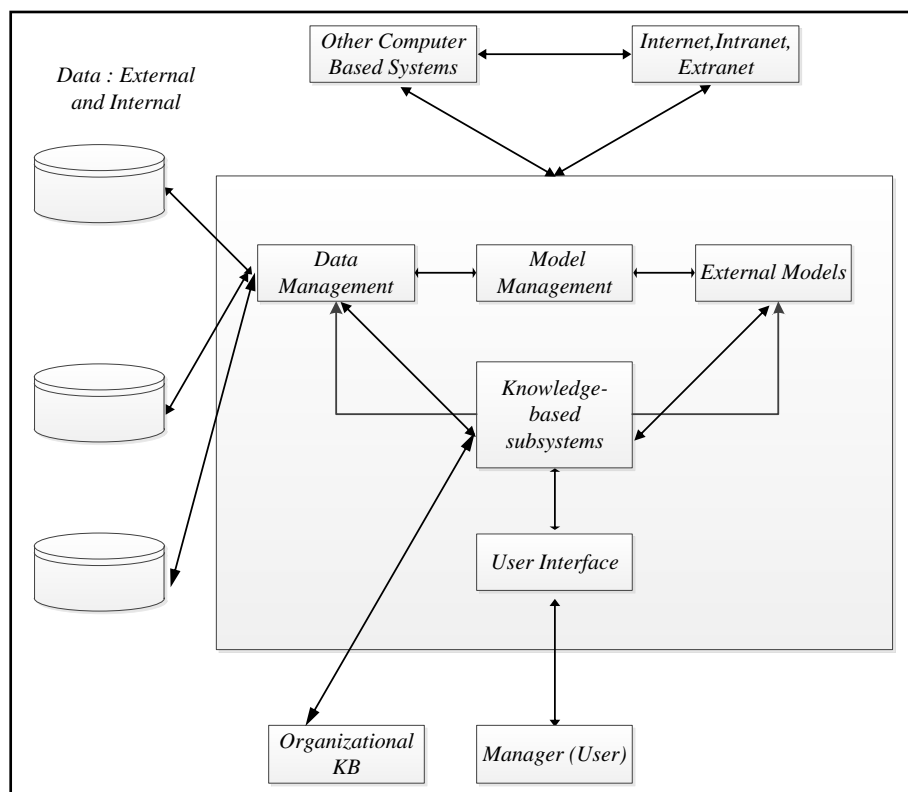 Other Computer
Based Systems
Internet,Intranet,
Extranet
Data : External
and Internal
Data
Management
Model
Management
External Models
Knowledge-
based
subsystems
User Interface
Organizational
KB
Manager (User)